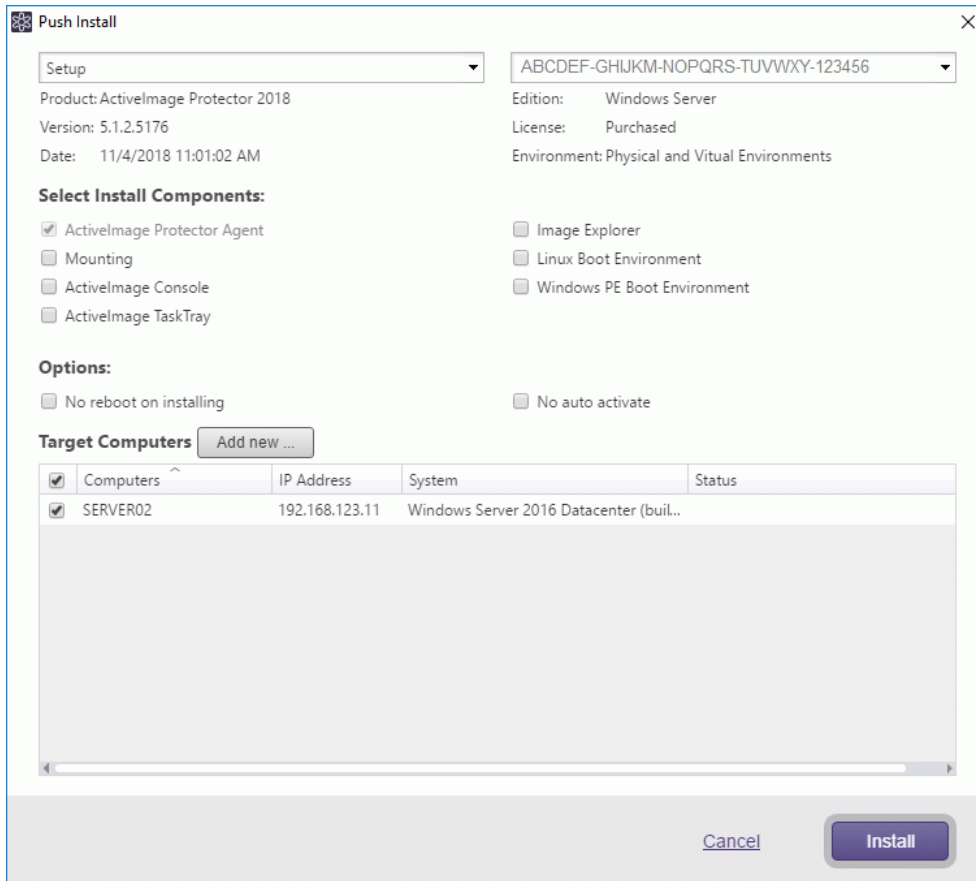 Push Install
Setup
ABCDEF-GHIJKM-NOPQRS-TUVWXY-123456
Product: ActiveImage Protector 2018
Edition: Windows Server
Version: 5.1.2.5176
License: Purchased
Date: 11/4/2018 11:01:02 AM
Environment: Physical and Vitual Environments
Select Install Components:
ActiveImage Protector Agent
Image Explorer
Mounting
Linux Boot Environment
ActiveImage Console
Windows PE Boot Environment
ActiveImage TaskTray
Options:
No reboot on installing
No auto activate
Target Computers Add new ...
Computers IP Address System Status
SERVER02 192.168.123.11 Windows Server 2016 Datacenter (buil...
Cancel Install